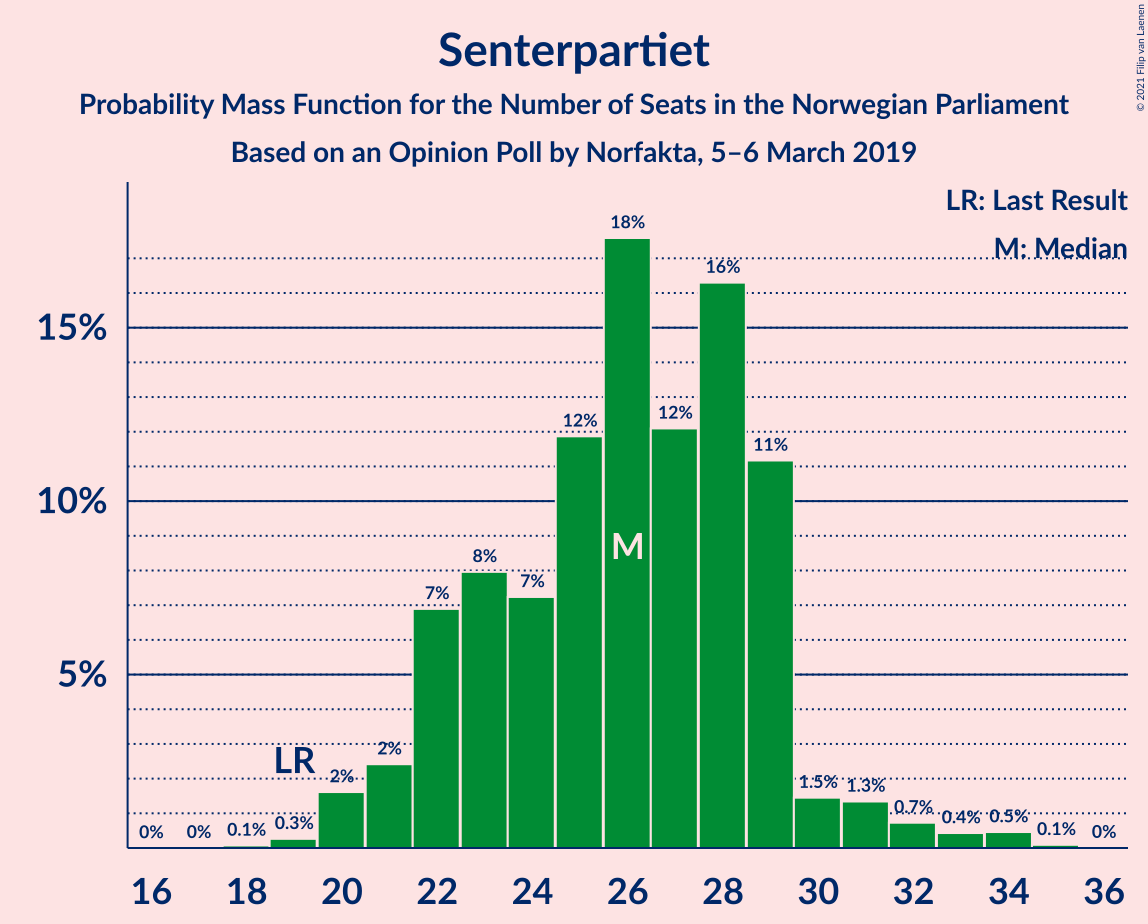 Senterpartiet
Probability Mass Function for the Number of Seats in the Norwegian Parliament
Based on an Opinion Poll by Norfakta, 5–6 March 2019
© 2021 Filip van Laenen
LR: Last Result
M: Median
15%
10%
5%
0%
0%
0.1%
0.3%
2%
2%
7%
8%
7%
12%
18%
12%
16%
11%
1.5%
1.3%
0.7%
0.4%
0.5%
0.1%
0%
LR
M
16 18 20 22 24 26 28 30 32 34 36